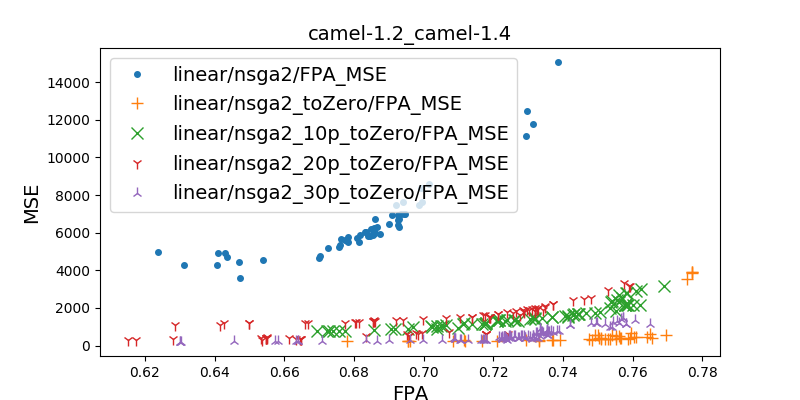 camel-1.2_camel-1.4
linear/nsga2/FPA_MSE
linear/nsga2_toZero/FPA_MSE
linear/nsga2_10p_toZero/FPA_MSE
linear/nsga2_20p_toZero/FPA_MSE
linear/nsga2_30p_toZero/FPA_MSE
MSE
14000
12000
10000
8000
6000
4000
2000
0
0.62 0.64 0.66 0.68 0.70 0.72 0.74 0.76 0.78
FPA